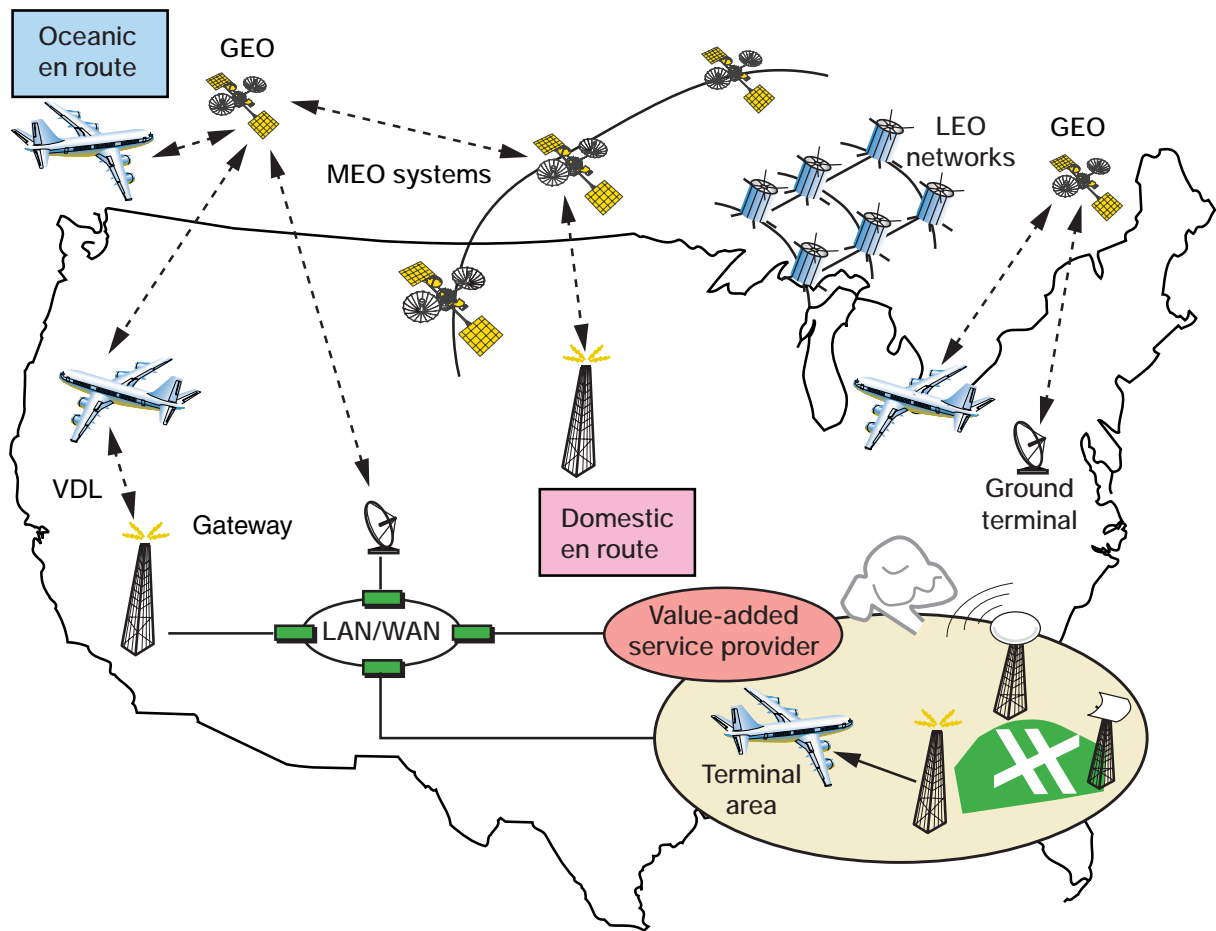 Oceanic
en route
GEO
MEO systems
LEO
networks
GEO
VDL
Gateway
Domestic
en route
Ground
terminal
LAN/WAN
Value-added
service provider
Terminal
area